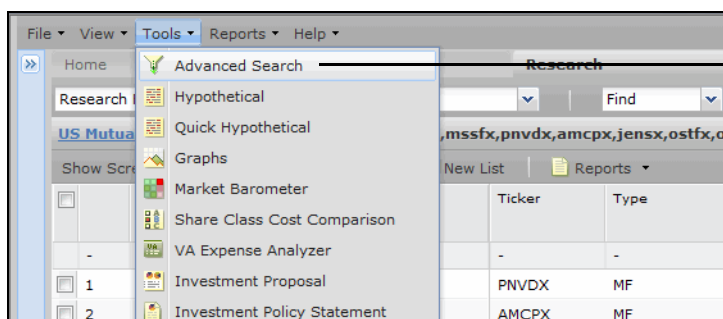 File View Tools Reports Help
Home Advanced Search Research
Research Hypothetical Find
US Mutua Quick Hypothetical ,mssfx,pnvdx,amcpx,jensx,ostfx,
Show Scre Graphs New List Reports
Market Barometer Ticker Type
Share Class Cost Comparison
- VA Expense Analyzer - -
1 Investment Proposal PNVDX MF
2 Investment Policy Statement AMCPX MF